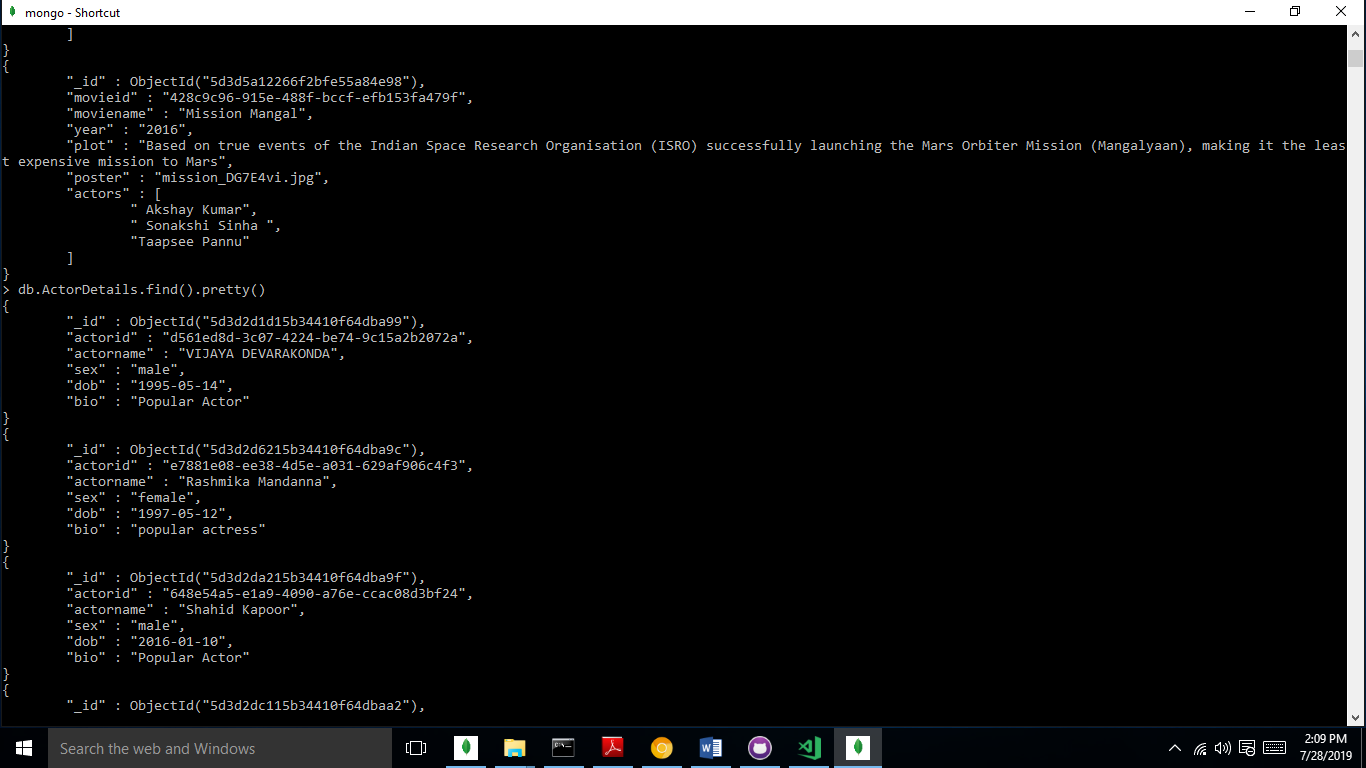 mongo - Shortcut
]
}
{
"_id" : ObjectId("5d3d5a12266f2bfe55a84e98"),
"movieid" : "428c9c96-915e-488f-bccf-efb153fa479f",
"moviename" : "Mission Mangal",
"year" : "2016",
"plot" : "Based on true events of the Indian Space Research Organisation (ISRO) successfully launching the Mars Orbiter Mission (Mangalyaan), making it the leas
t expensive mission to Mars",
"poster" : "mission_DG7E4vi.jpg",
"actors" : [
" Akshay Kumar",
" Sonakshi Sinha ",
"Taapsee Pannu"
]
}
> db.ActorDetails.find().pretty()
{
"_id" : ObjectId("5d3d2d1d15b34410f64dba99"),
"actorid" : "d561ed8d-3c07-4224-be74-9c15a2b2072a",
"actorname" : "VIJAYA DEVARAKONDA",
"sex" : "male",
"dob" : "1995-05-14",
"bio" : "Popular Actor"
}
{
"_id" : ObjectId("5d3d2d6215b34410f64dba9c"),
"actorid" : "e7881e08-ee38-4d5e-a031-629af906c4f3",
"actorname" : "Rashmika Mandanna",
"sex" : "female",
"dob" : "1997-05-12",
"bio" : "popular actress"
}
{
"_id" : ObjectId("5d3d2da215b34410f64dba9f"),
"actorid" : "648e54a5-e1a9-4090-a76e-ccac08d3bf24",
"actorname" : "Shahid Kapoor",
"sex" : "male",
"dob" : "2016-01-10",
"bio" : "Popular Actor"
}
{
"_id" : ObjectId("5d3d2dc115b34410f64dbaa2"),
Search the web and Windows
2:09 PM
7/28/2019